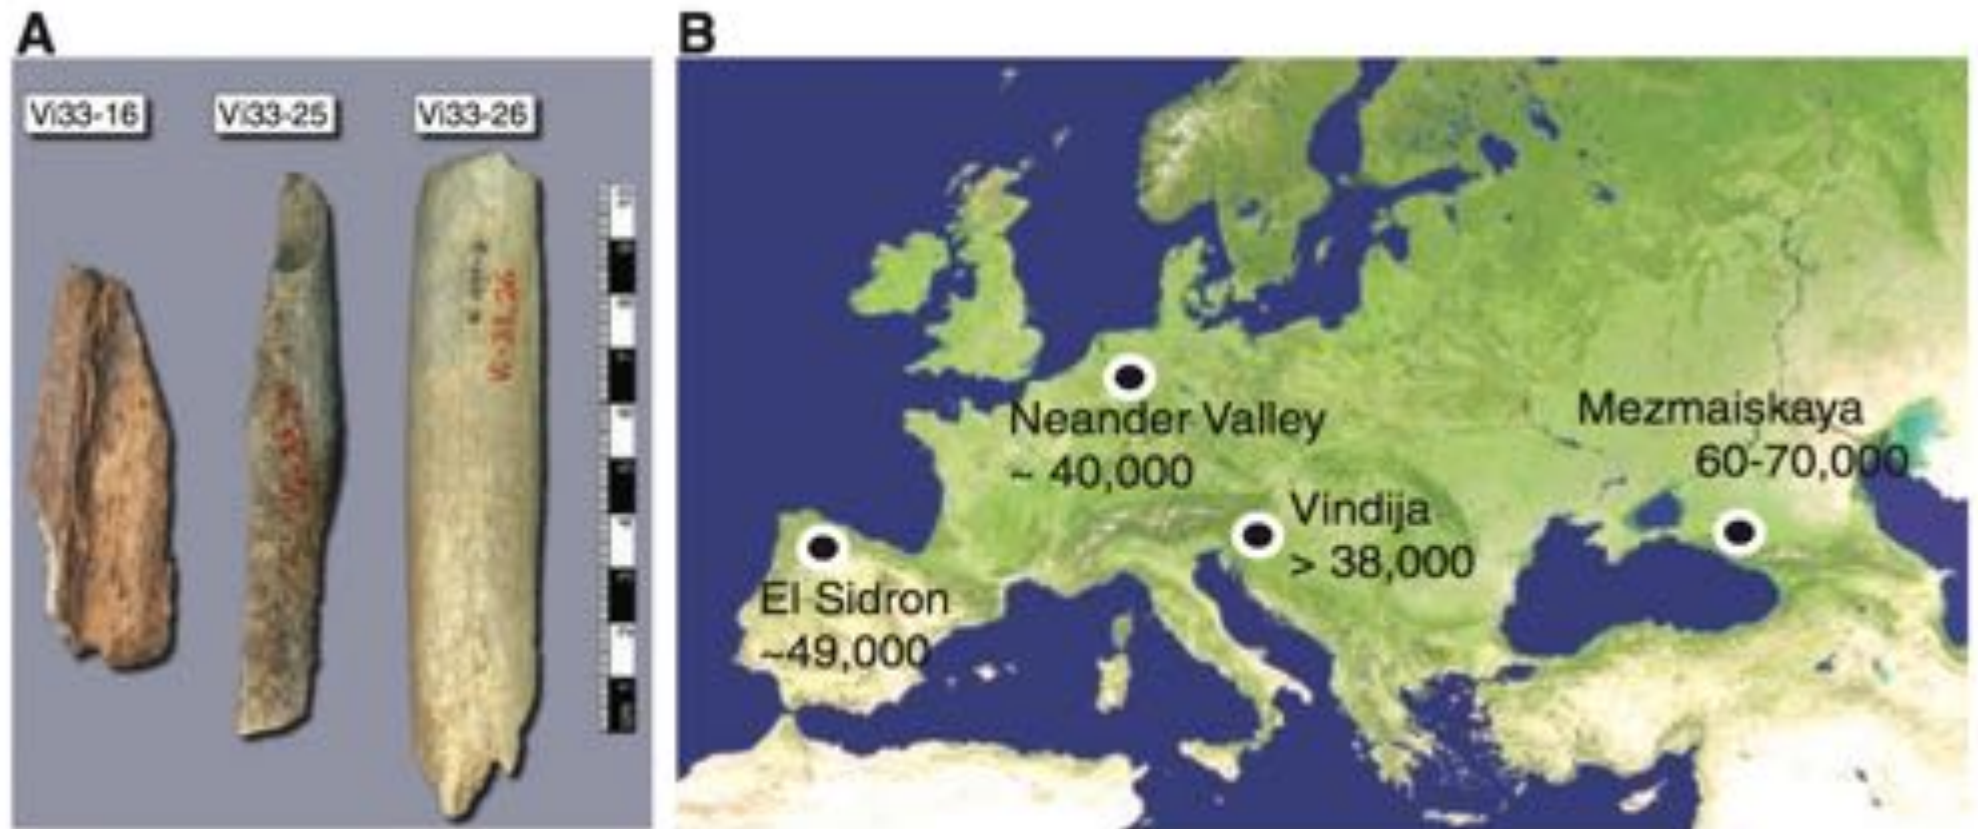 A
Vi33-16
Vi33-25
Vi33-26
B
Neander Valley
~ 40,000
Mezmaiskaya
60-70,000
Vindija
> 38,000
El Sidron
~49,000